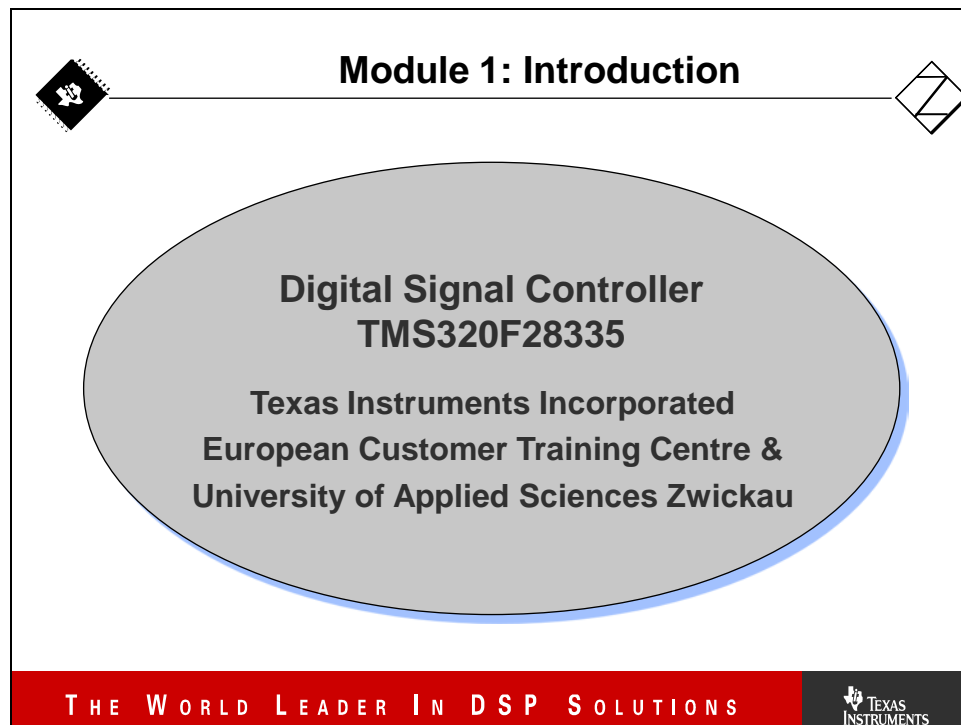 Module 1: Introduction
Digital Signal Controller
TMS320F28335
Texas Instruments Incorporated
European Customer Training Centre &
University of Applied Sciences Zwickau
THE WORLD LEADER IN DSP SOLUTIONS
TEXAS
INSTRUMENTS